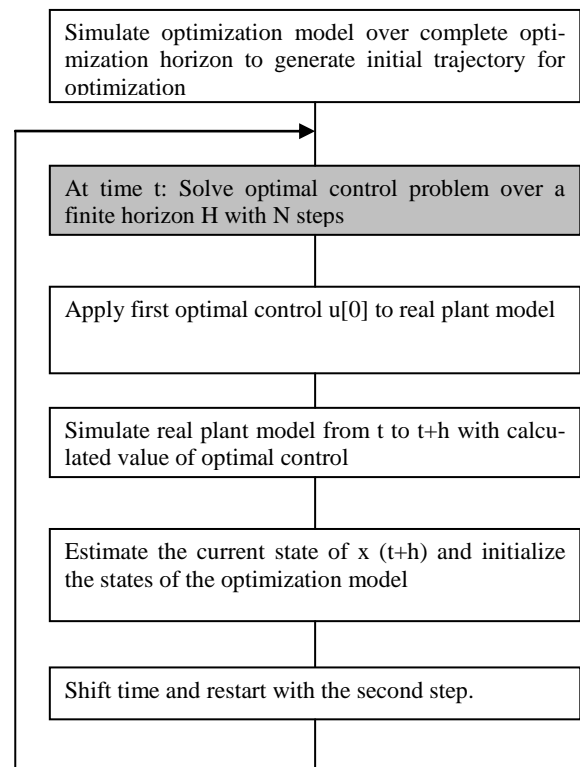 Simulate optimization model over complete opti-
mization horizon to generate initial trajectory for
optimization
At time t: Solve optimal control problem over a
finite horizon H with N steps
Apply first optimal control u[0] to real plant model
Simulate real plant model from t to t+h with calcu-
lated value of optimal control
Estimate the current state of x (t+h) and initialize
the states of the optimization model
Shift time and restart with the second step.